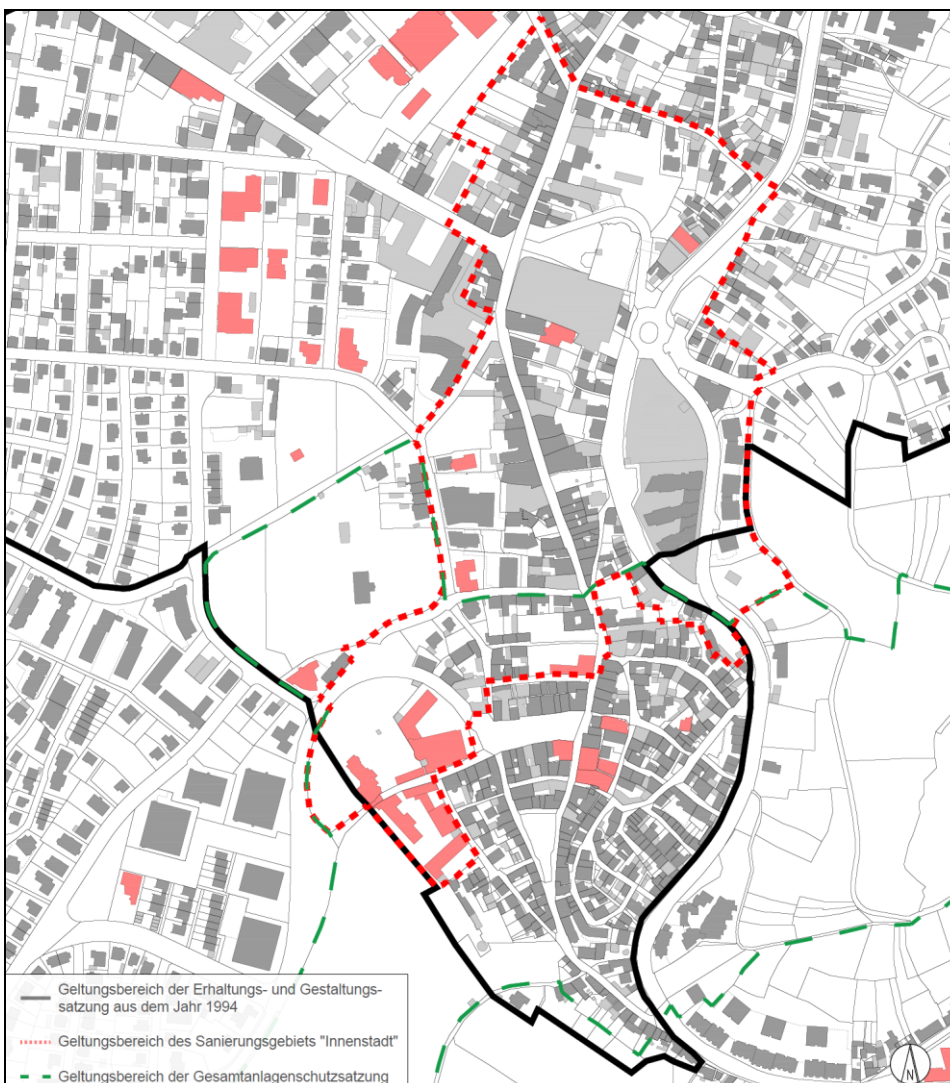 Geltungsbereich der Erhaltungs- und Gestaltungs-
satzung aus dem Jahr 1994
Geltungsbereich des Sanierungsgebiets "Innenstadt"
Geltungsbereich der Gesamtanlagenschutzsatzung
N